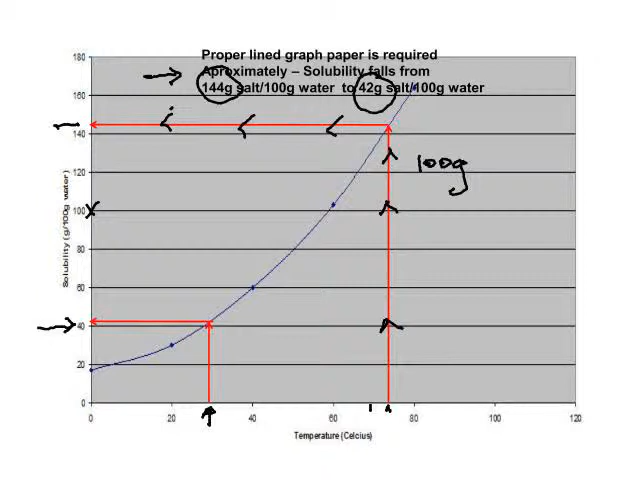 Proper lined graph paper is required
Aproximately – Solubility falls from
144g salt/100g water to 42g salt/100g water
180
160
140
120
100
80
60
40
20
0
Solubility (g/100g water)
100g
0
20
40
60
80
100
120
Temperature (Celcius)